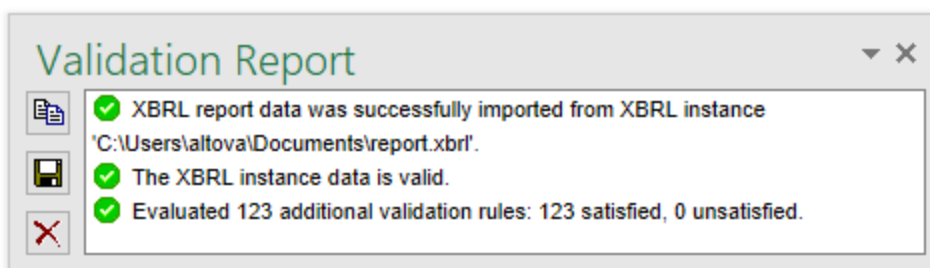 Validation Report
XBRL report data was successfully imported from XBRL instance
'C:\Users\altova\Documents\report.xbrl'.
The XBRL instance data is valid.
Evaluated 123 additional validation rules: 123 satisfied, 0 unsatisfied.